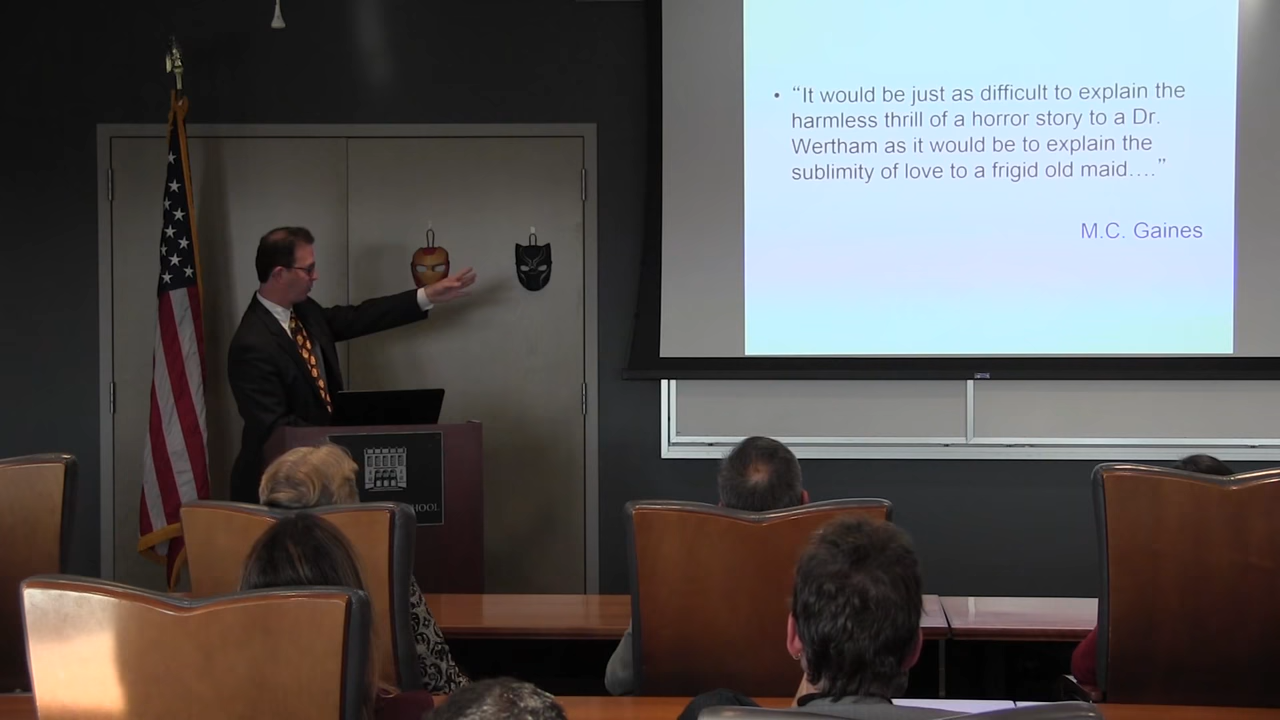 • “It would be just as difficult to explain the
harmless thrill of a horror story to a Dr.
Wertham as it would be to explain the
sublimity of love to a frigid old maid….”
M.C. Gaines
HOOL